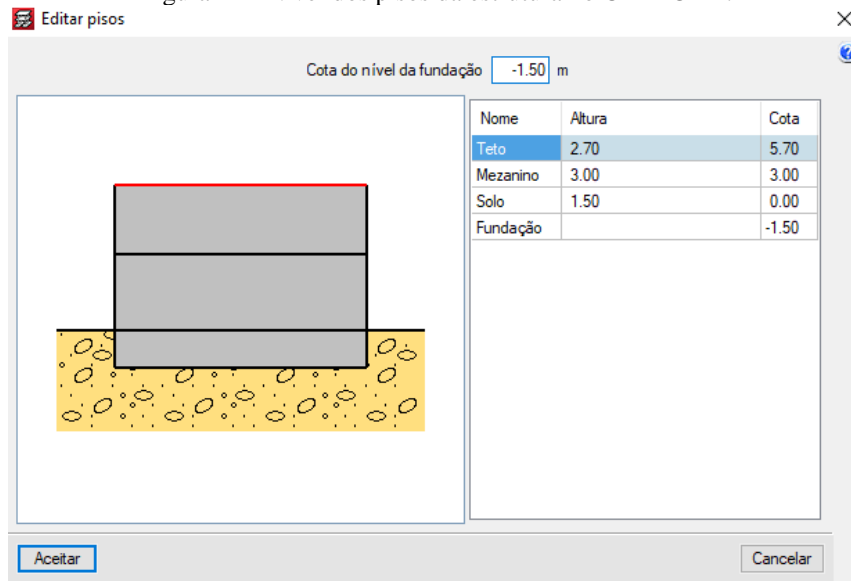 Editar pisos
Cota do nível da fundação -1.50 m
Nome Altura Cota
Teto 2.70 5.70
Mezanino 3.00 3.00
Solo 1.50 0.00
Fundação -1.50
Aceitar Cancelar